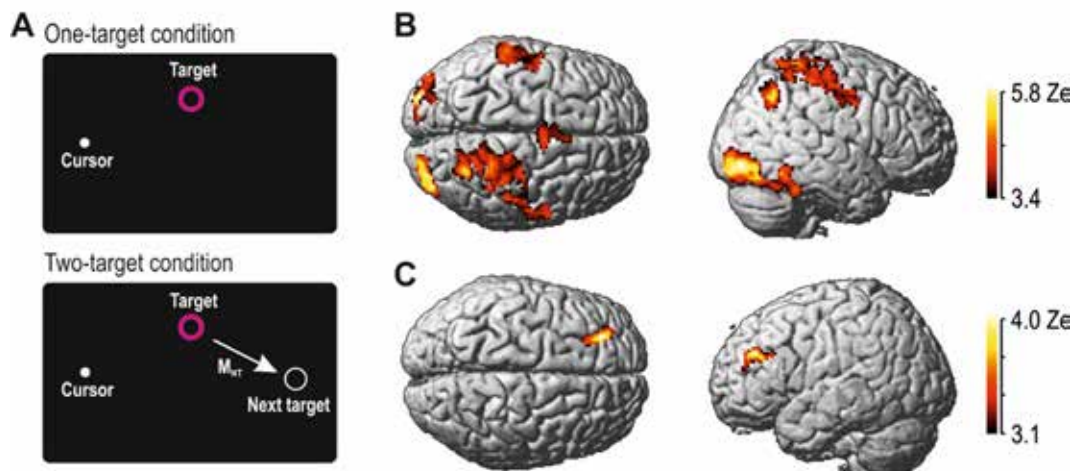 A
One-target condition
Target
Cursor
Two-target condition
Target
Cursor
M_NT
Next target
B
5.8 Ze
3.4
C
4.0 Ze
3.1